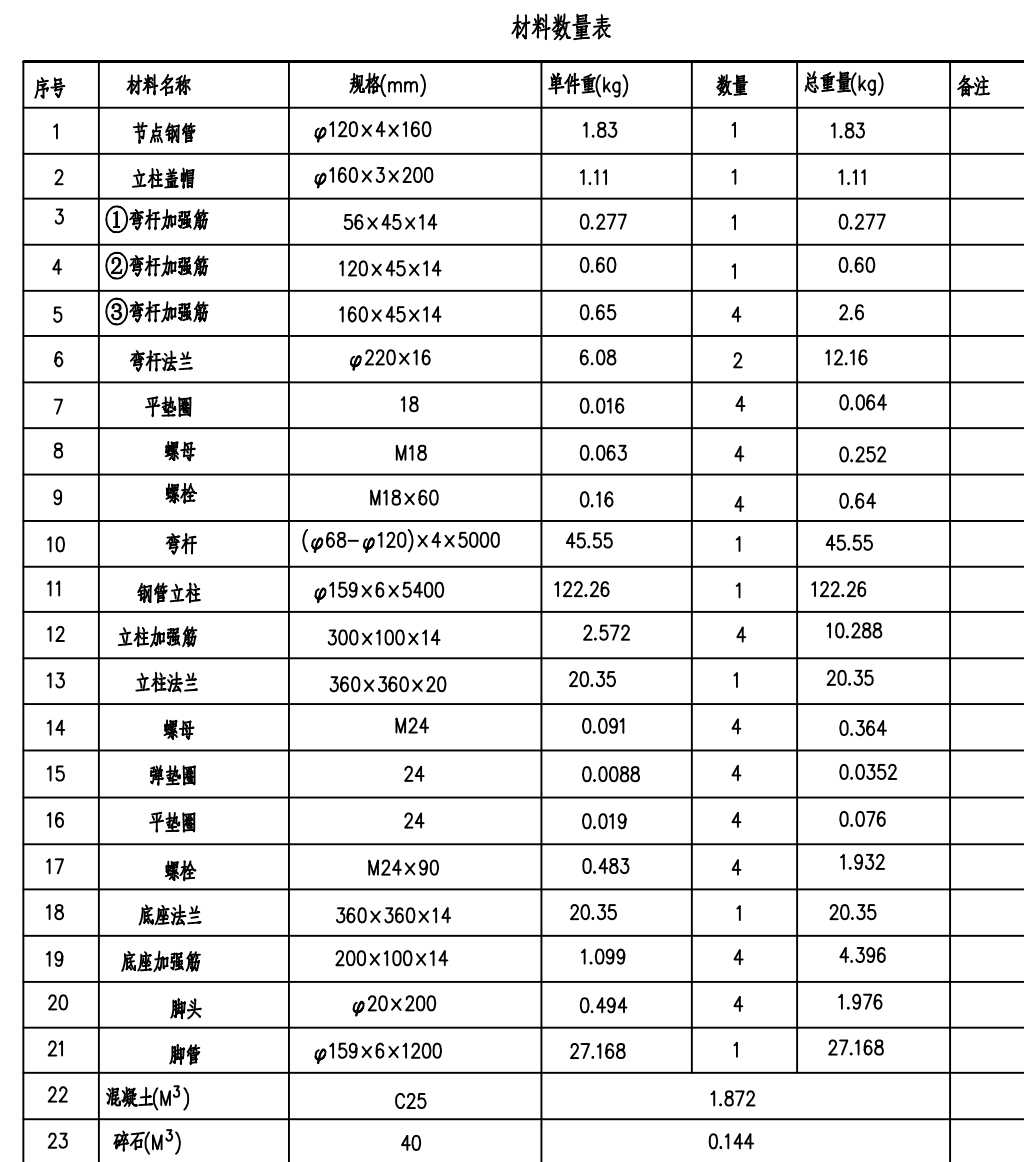 材料数量表
序号 材料名称 规格(mm) 单件重(kg) 数量 总重量(kg) 备注
1 节点钢管 φ120×4×160 1.83 1 1.83
2 立柱盖帽 φ160×3×200 1.11 1 1.11
3 ①弯杆加强筋 56×45×14 0.277 1 0.277
4 ②弯杆加强筋 120×45×14 0.60 1 0.60
5 ③弯杆加强筋 160×45×14 0.65 4 2.6
6 弯杆法兰 φ220×16 6.08 2 12.16
7 平垫圈 18 0.016 4 0.064
8 螺母 M18 0.063 4 0.252
9 螺栓 M18×60 0.16 4 0.64
10 弯杆 (φ68-φ120)×4×5000 45.55 1 45.55
11 钢管立柱 φ159×6×5400 122.26 1 122.26
12 立柱加强筋 300×100×14 2.572 4 10.288
13 立柱法兰 360×360×20 20.35 1 20.35
14 螺母 M24 0.091 4 0.364
15 弹垫圈 24 0.0088 4 0.0352
16 平垫圈 24 0.019 4 0.076
17 螺栓 M24×90 0.483 4 1.932
18 底座法兰 360×360×14 20.35 1 20.35
19 底座加强筋 200×100×14 1.099 4 4.396
20 脚头 φ20×200 0.494 4 1.976
21 脚管 φ159×6×1200 27.168 1 27.168
22 混凝土(M³) C25 1.872
23 碎石(M³) 40 0.144